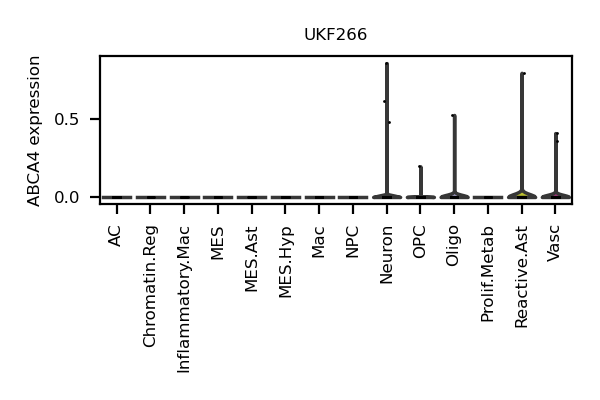 UKF266
ABCA4 expression
0.5
0.0
AC
Chromatin.Reg
Inflammatory.Mac
MES
MES.Ast
MES.Hyp
Mac
NPC
Neuron
OPC
Oligo
Prolif.Metab
Reactive.Ast
Vasc